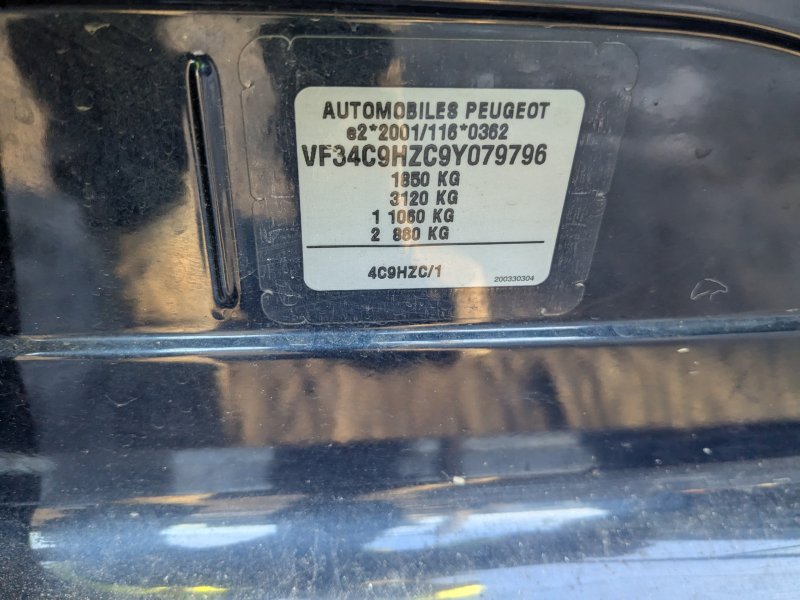 AUTOMOBILES PEUGEOT
e2*2001/116*0362
VF34C9HZC9Y079796
1850 KG
3120 KG
1 1060 KG
2 860 KG
4C9HZC/1
200330304